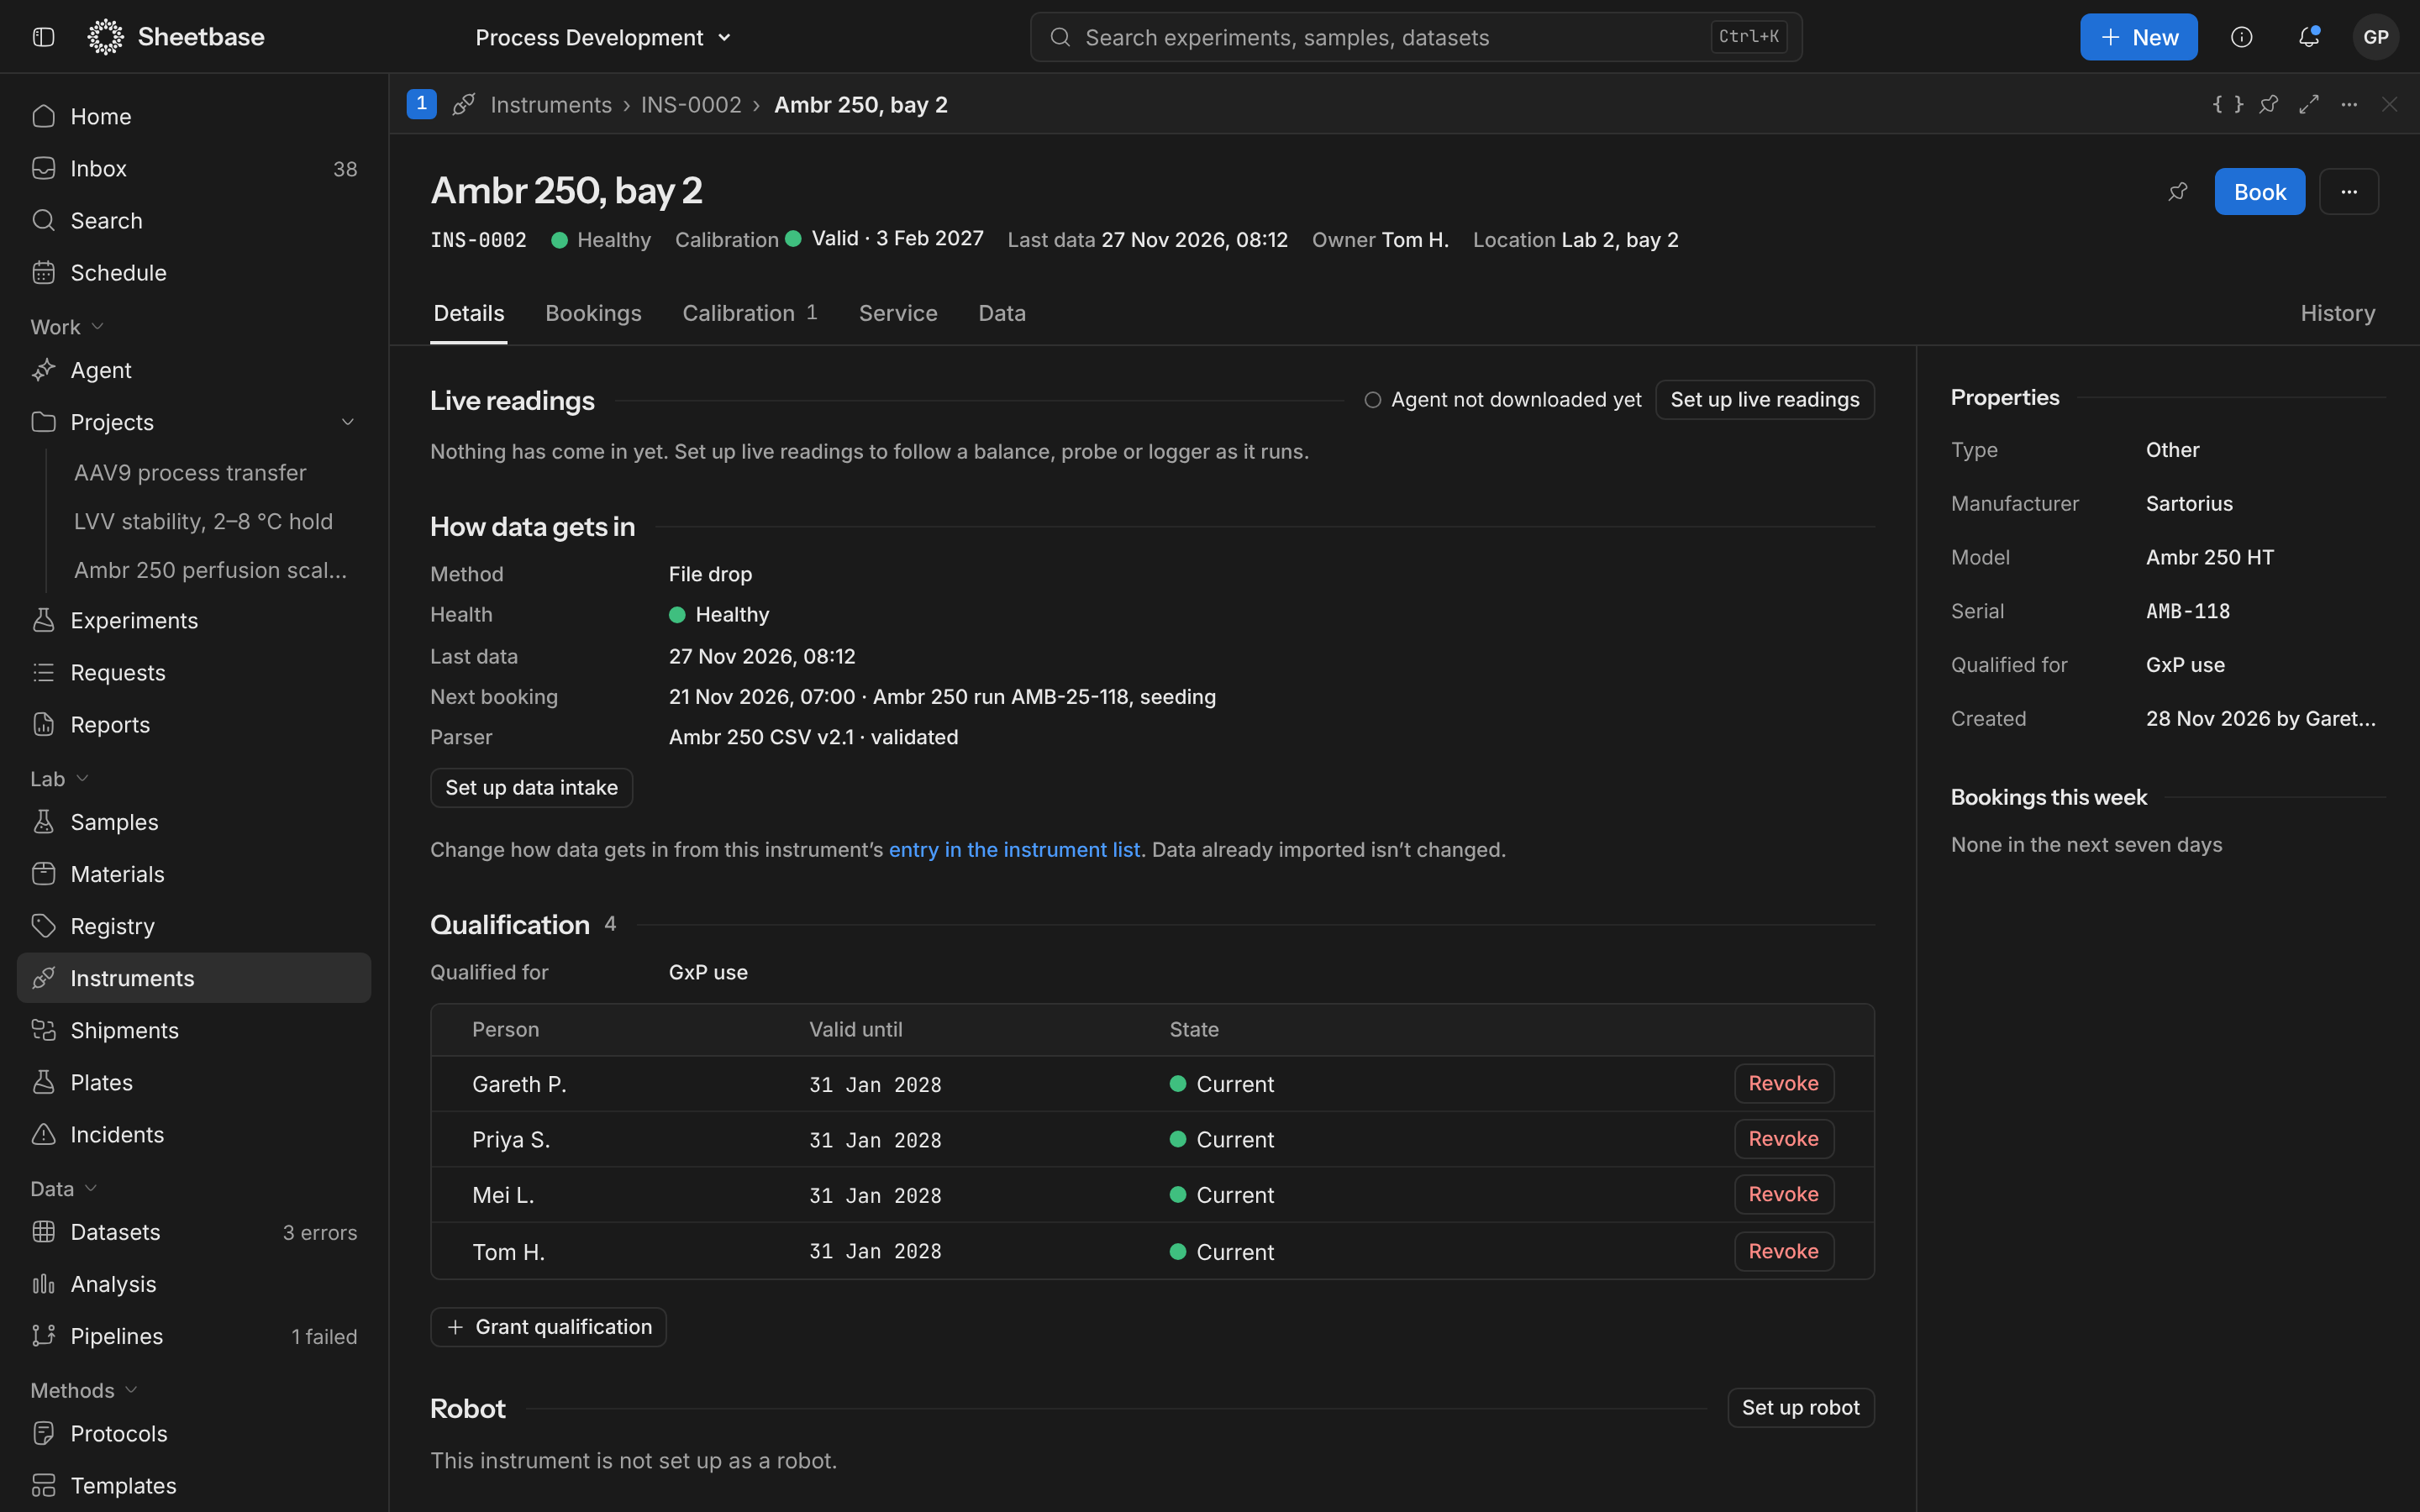 Sheetbase
Process Development
Search experiments, samples, datasets
Ctrl+K
New
GP
Home
Inbox 38
Search
Schedule
Work
Agent
Projects
AAV9 process transfer
LVV stability, 2–8 °C hold
Ambr 250 perfusion scal...
Experiments
Requests
Reports
Lab
Samples
Materials
Registry
Instruments
Shipments
Plates
Incidents
Data
Datasets 3 errors
Analysis
Pipelines 1 failed
Methods
Protocols
Templates
1 Instruments › INS-0002 › Ambr 250, bay 2
{ }
Ambr 250, bay 2
Book
INS-0002 Healthy Calibration Valid · 3 Feb 2027 Last data 27 Nov 2026, 08:12 Owner Tom H. Location Lab 2, bay 2
Details Bookings Calibration 1 Service Data History
Live readings
Agent not downloaded yet
Set up live readings
Nothing has come in yet. Set up live readings to follow a balance, probe or logger as it runs.
How data gets in
Method File drop
Health Healthy
Last data 27 Nov 2026, 08:12
Next booking 21 Nov 2026, 07:00 · Ambr 250 run AMB-25-118, seeding
Parser Ambr 250 CSV v2.1 · validated
Set up data intake
Change how data gets in from this instrument’s entry in the instrument list. Data already imported isn’t changed.
Qualification 4
Qualified for GxP use
Person Valid until State
Gareth P. 31 Jan 2028 Current Revoke
Priya S. 31 Jan 2028 Current Revoke
Mei L. 31 Jan 2028 Current Revoke
Tom H. 31 Jan 2028 Current Revoke
Grant qualification
Robot
Set up robot
This instrument is not set up as a robot.
Properties
Type Other
Manufacturer Sartorius
Model Ambr 250 HT
Serial AMB-118
Qualified for GxP use
Created 28 Nov 2026 by Garet...
Bookings this week
None in the next seven days